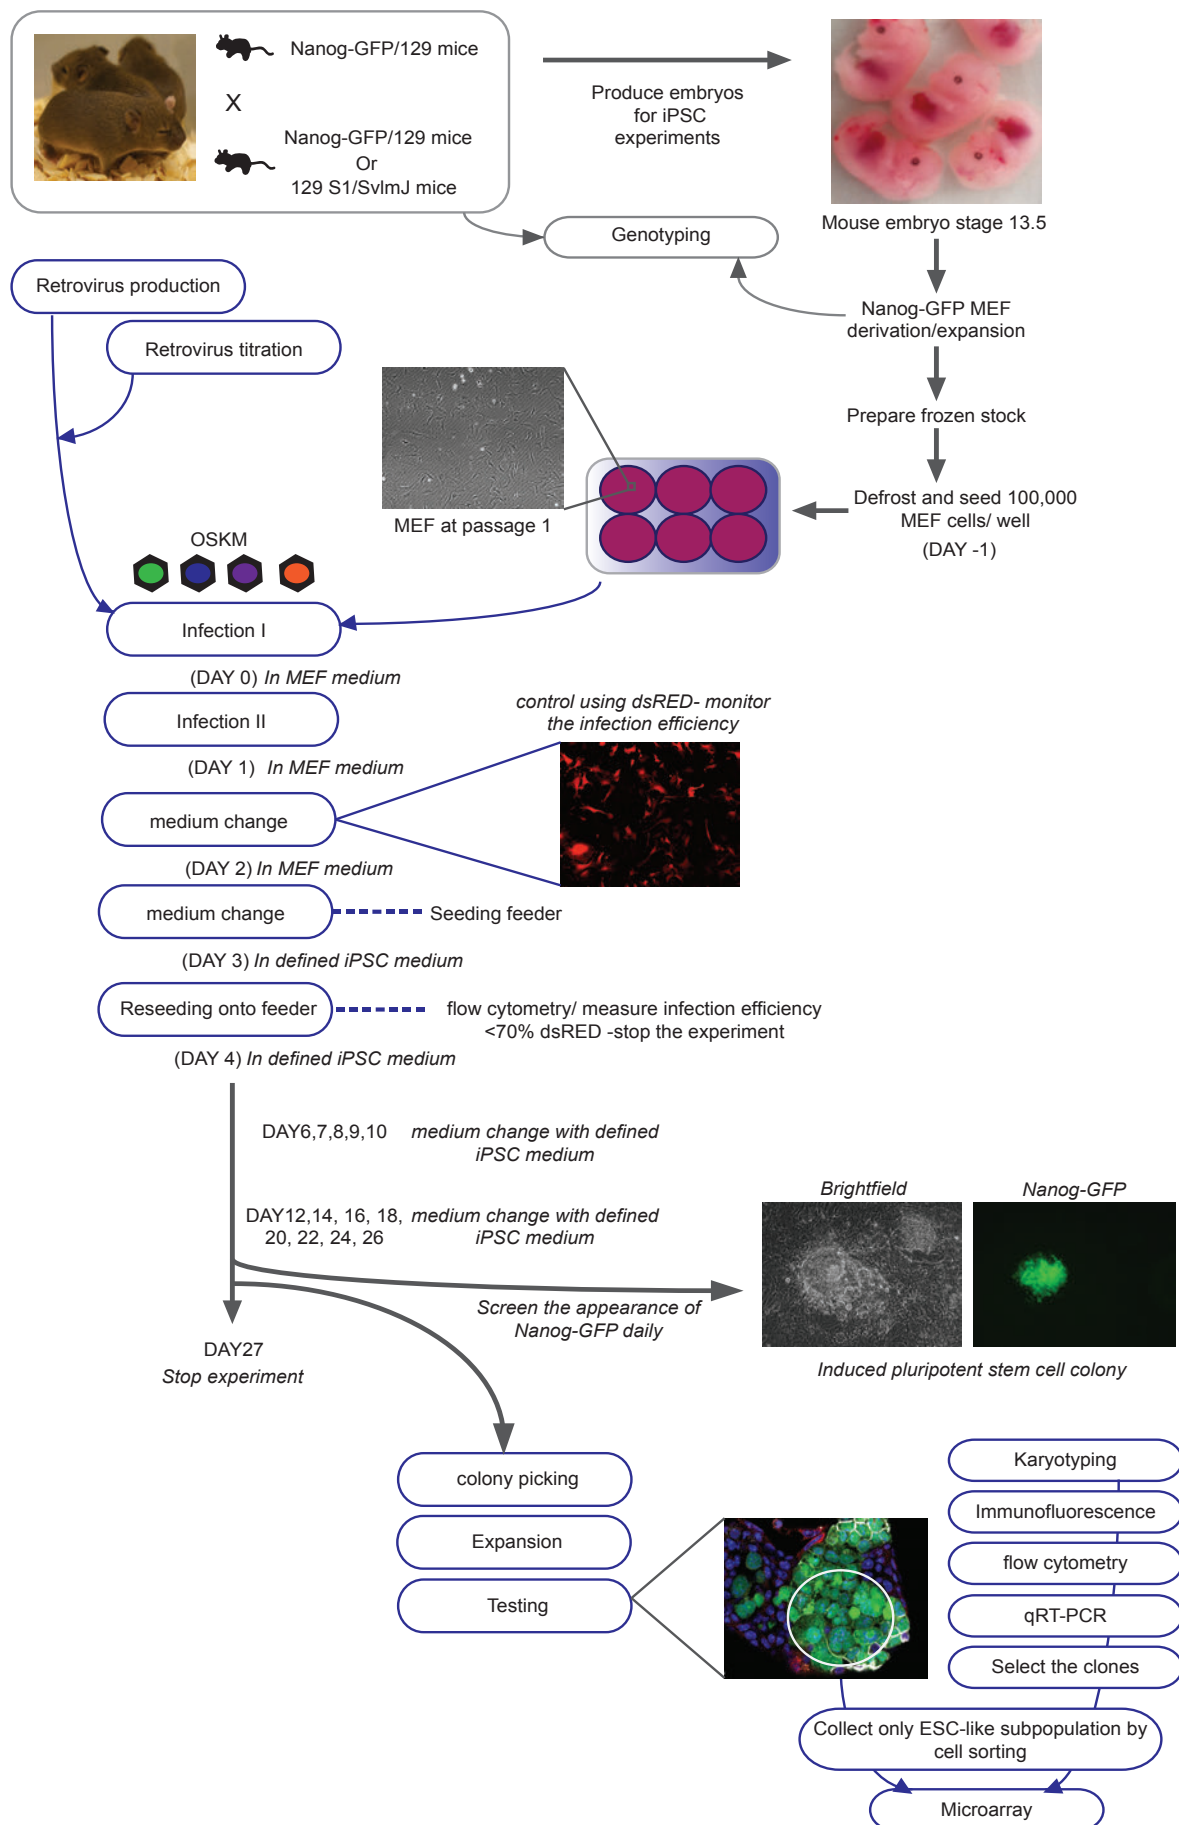 Nanog-GFP/129 mice
X
Nanog-GFP/129 mice
Or
129 S1/SvlmJ mice
Produce embryos
for iPSC
experiments
Mouse embryo stage 13.5
Genotyping
Nanog-GFP MEF
derivation/expansion
Prepare frozen stock
Defrost and seed 100,000
MEF cells/ well
(DAY -1)
Retrovirus production
Retrovirus titration
MEF at passage 1
OSKM
Infection I
(DAY 0) In MEF medium
Infection II
(DAY 1) In MEF medium
control using dsRED- monitor
the infection efficiency
medium change
(DAY 2) In MEF medium
medium change
Seeding feeder
(DAY 3) In defined iPSC medium
Reseeding onto feeder
flow cytometry/ measure infection efficiency
<70% dsRED -stop the experiment
(DAY 4) In defined iPSC medium
DAY6,7,8,9,10 medium change with defined
iPSC medium
DAY12,14, 16, 18, medium change with defined
20, 22, 24, 26 iPSC medium
Brightfield
Nanog-GFP
Screen the appearance of
Nanog-GFP daily
Induced pluripotent stem cell colony
DAY27
Stop experiment
colony picking
Expansion
Testing
Karyotyping
Immunofluorescence
flow cytometry
qRT-PCR
Select the clones
Collect only ESC-like subpopulation by
cell sorting
Microarray